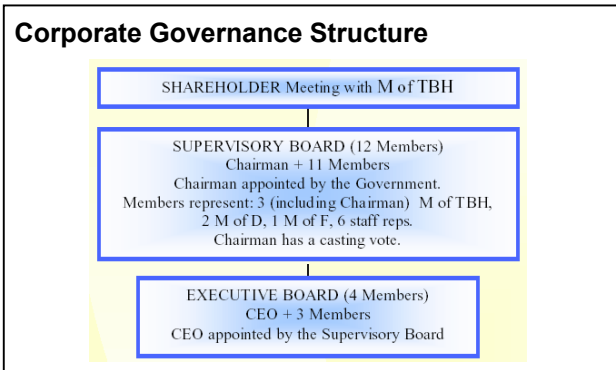 Corporate Governance Structure
SHAREHOLDER Meeting with M of TBH
SUPERVISORY BOARD (12 Members)
Chairman + 11 Members
Chairman appointed by the Government.
Members represent: 3 (including Chairman) M of TBH,
2 M of D, 1 M of F, 6 staff reps.
Chairman has a casting vote.
EXECUTIVE BOARD (4 Members)
CEO + 3 Members
CEO appointed by the Supervisory Board